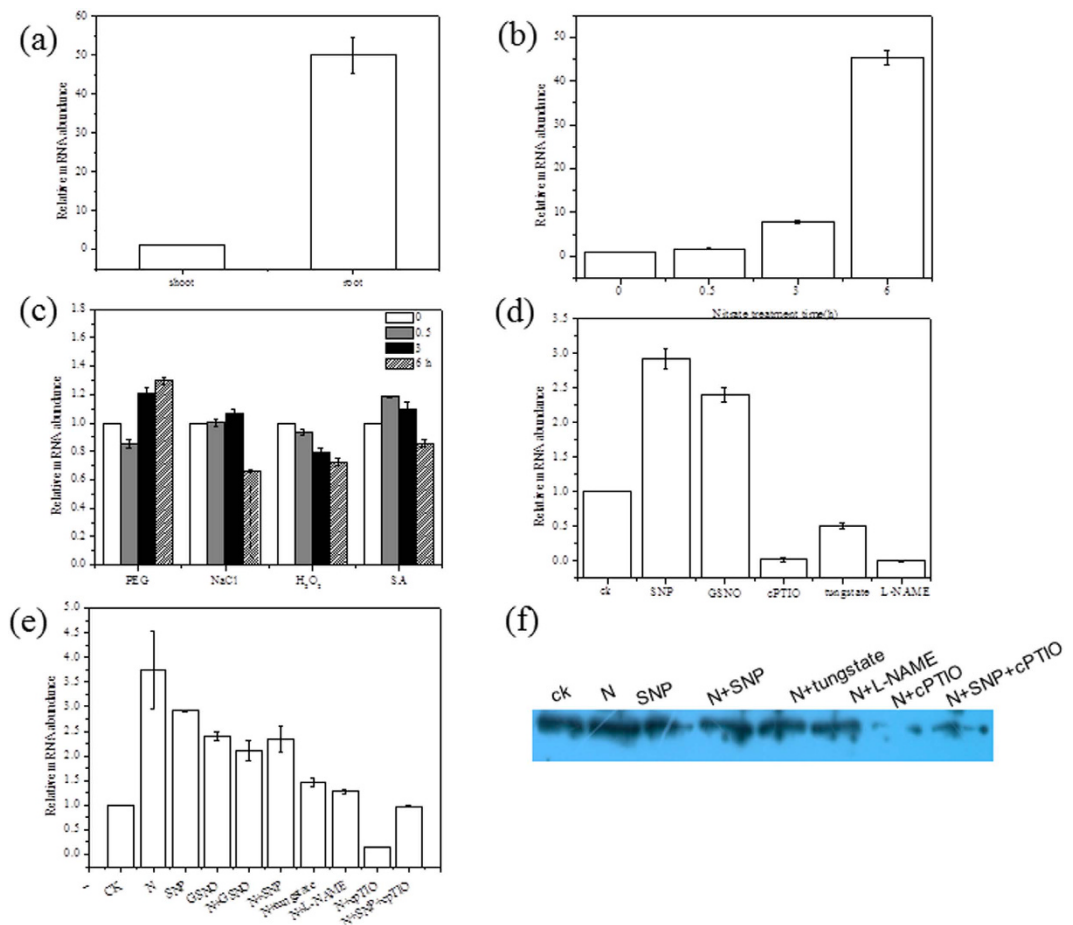 (a)
Relative mRNA abundance
60
50
40
30
20
10
0
shoot
root
(b)
Relative mRNA abundance
50
40
30
20
10
0
0
0.5
3
6
Nitrate treatment time(h)
(c)
Relative mRNA abundance
1.8
1.6
1.4
1.2
1.0
0.8
0.6
0.4
0.2
0.0
0
0.5
3
6 h
PEG
NaCl
H₂O₂
SA
(d)
Relative mRNA abundance
3.5
3.0
2.5
2.0
1.5
1.0
0.5
0.0
ck
SNP
GSNO
cPTIO
tungstate
L-NAME
(e)
Relative mRNA abundance
5.0
4.5
4.0
3.5
3.0
2.5
2.0
1.5
1.0
0.5
0.0
CK
N
SNP
GSNO
N+GSNO
N+SNP
N+tungstate
N+L-NAME
N+cpTIO
N+SNP+cpTIO
(f)
ck
N
SNP
N+SNP
N+tungstate
N+L-NAME
N+cPTIO
N+SNP+cPTIO